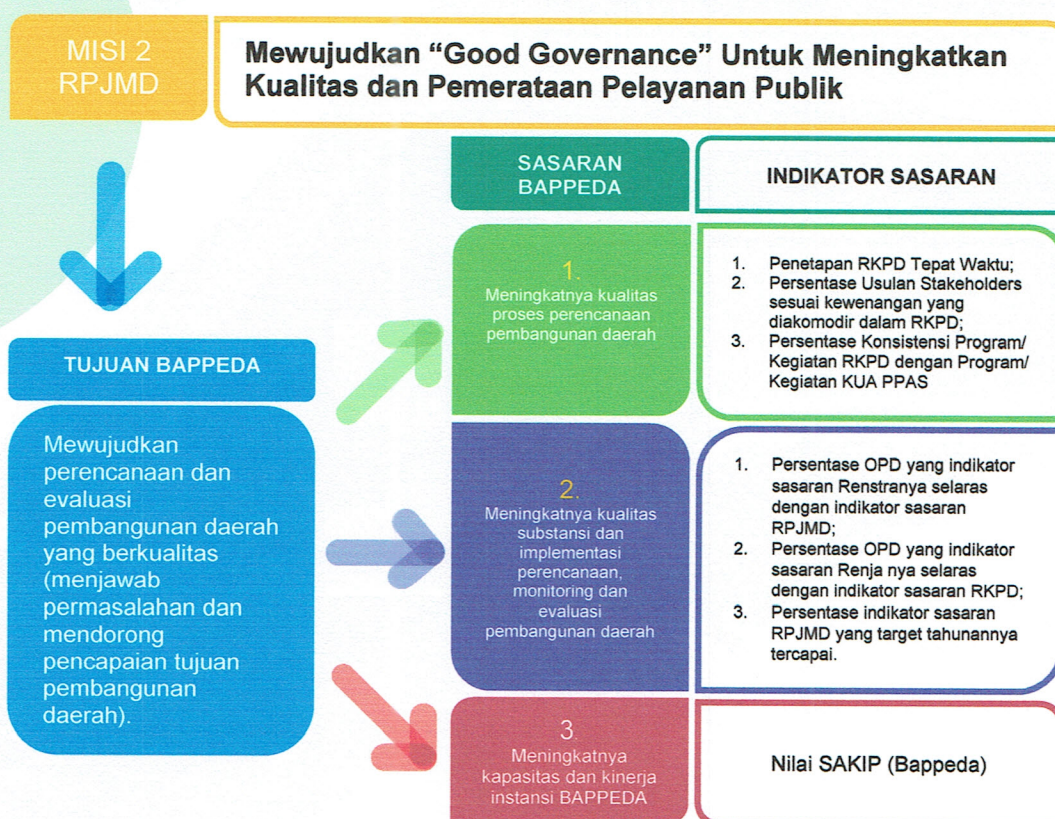 MISI 2
RPJMD
Mewujudkan “Good Governance” Untuk Meningkatkan
Kualitas dan Pemerataan Pelayanan Publik
TUJUAN BAPPEDA
Mewujudkan
perencanaan dan
evaluasi
pembangunan daerah
yang berkualitas
(menjawab
permasalahan dan
mendorong
pencapaian tujuan
pembangunan
daerah).
SASARAN
BAPPEDA
INDIKATOR SASARAN
1.
Meningkatnya kualitas
proses perencanaan
pembangunan daerah
1. Penetapan RKPD Tepat Waktu;
2. Persentase Usulan Stakeholders
sesuai kewenangan yang
diakomodir dalam RKPD;
3. Persentase Konsistensi Program/
Kegiatan RKPD dengan Program/
Kegiatan KUA PPAS
2.
Meningkatnya kualitas
substansi dan
implementasi
perencanaan,
monitoring dan
evaluasi
pembangunan daerah
1. Persentase OPD yang indikator
sasaran Renstranya selaras
dengan indikator sasaran
RPJMD;
2. Persentase OPD yang indikator
sasaran Renja nya selaras
dengan indikator sasaran RKPD;
3. Persentase indikator sasaran
RPJMD yang target tahunannya
tercapai.
3.
Meningkatnya
kapasitas dan kinerja
instansi BAPPEDA
Nilai SAKIP (Bappeda)